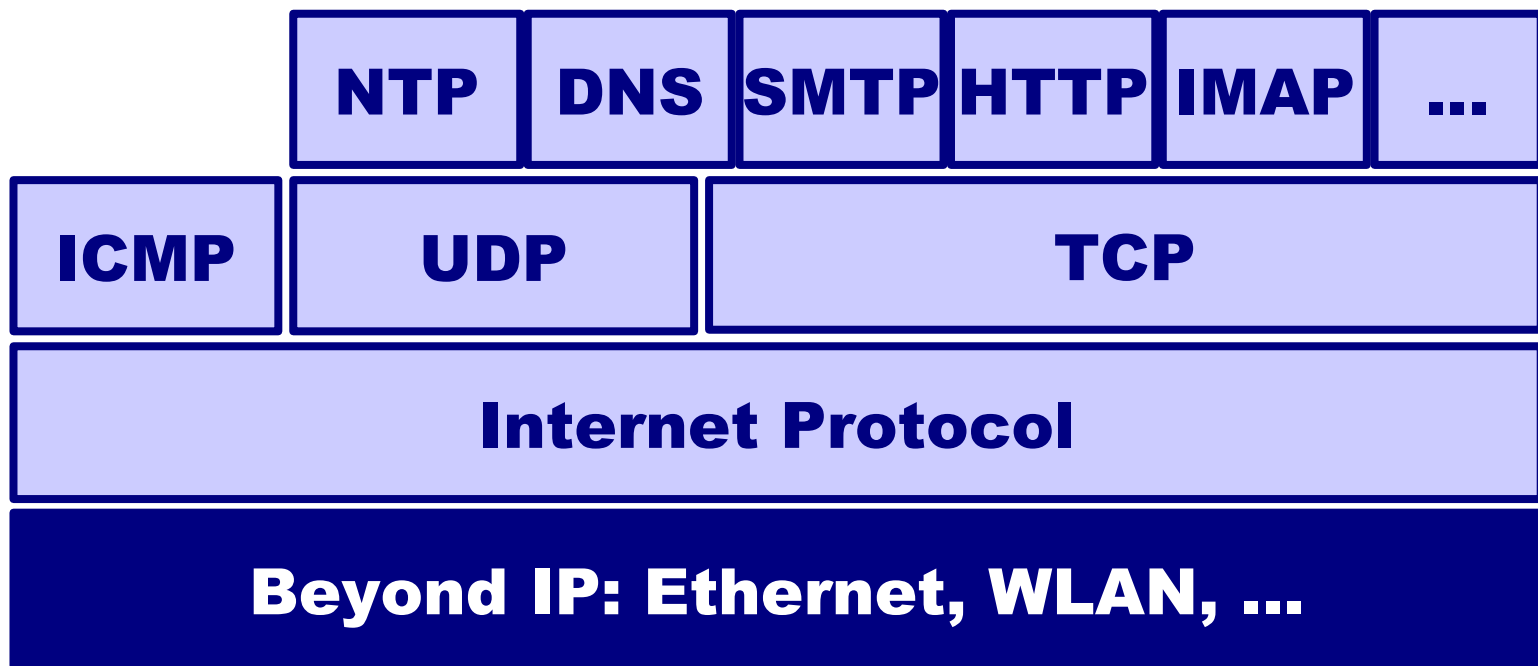 NTP DNS SMTP HTTP IMAP ...
ICMP UDP TCP
Internet Protocol
Beyond IP: Ethernet, WLAN, ...